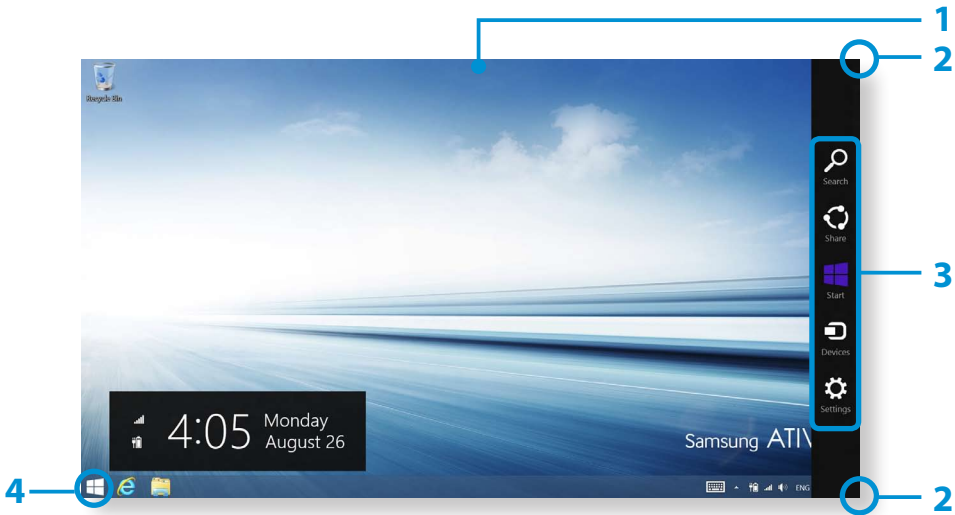 1
2
Recycle Bin
Search
Share
3
Start
Devices
Settings
4:05 Monday
August 26
Samsung ATIV
4
ENG
2